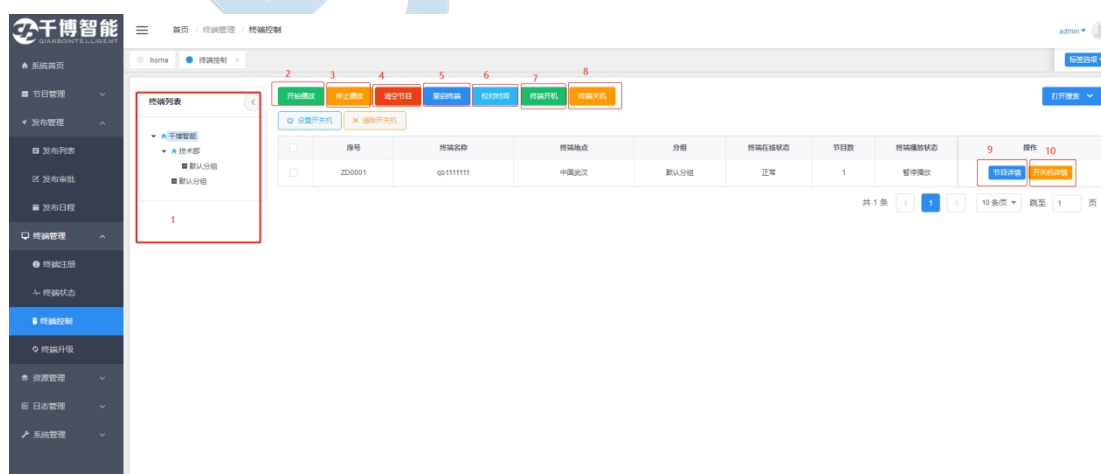 千博智能
QIANBOINTELLIGENT
首页 / 终端管理 / 终端控制
admin
系统首页
home
终端控制 ×
标签选项
节目管理
发布管理
发布列表
发布审批
发布日程
终端管理
终端注册
终端状态
终端控制
终端升级
资源管理
日志管理
系统管理
终端列表
千博智能
技术部
默认分组
默认分组
1
2 3 4 5 6 7 8
开始播放 停止播放 清空节目 重启终端 校对时间 终端开机 终端关机
打开搜索
设置开关机 × 清除开关机
序号 终端名称 终端地点 分组 终端在线状态 节目数 终端播放状态 操作
9 10
ZD0001 qb1111111 中国武汉 默认分组 正常 1 暂停播放 节目详情 开关机详情
共 1 条 < 1 > 10 条/页 跳至 1 页